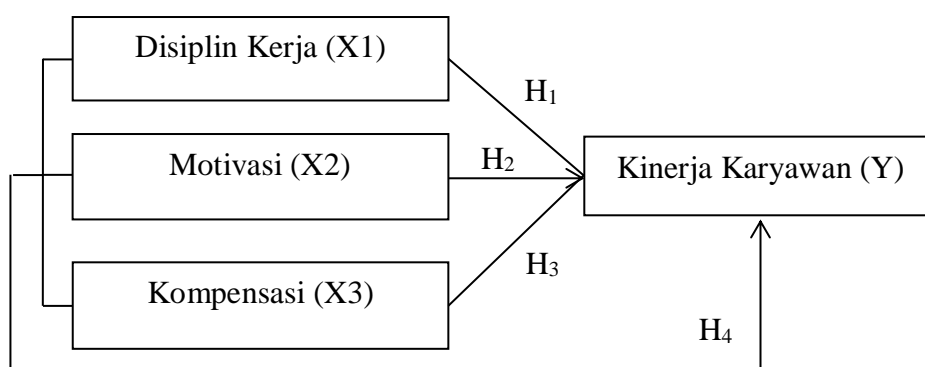 Disiplin Kerja (X1)
H₁
Motivasi (X2)
H₂
Kinerja Karyawan (Y)
H₃
Kompensasi (X3)
H₄